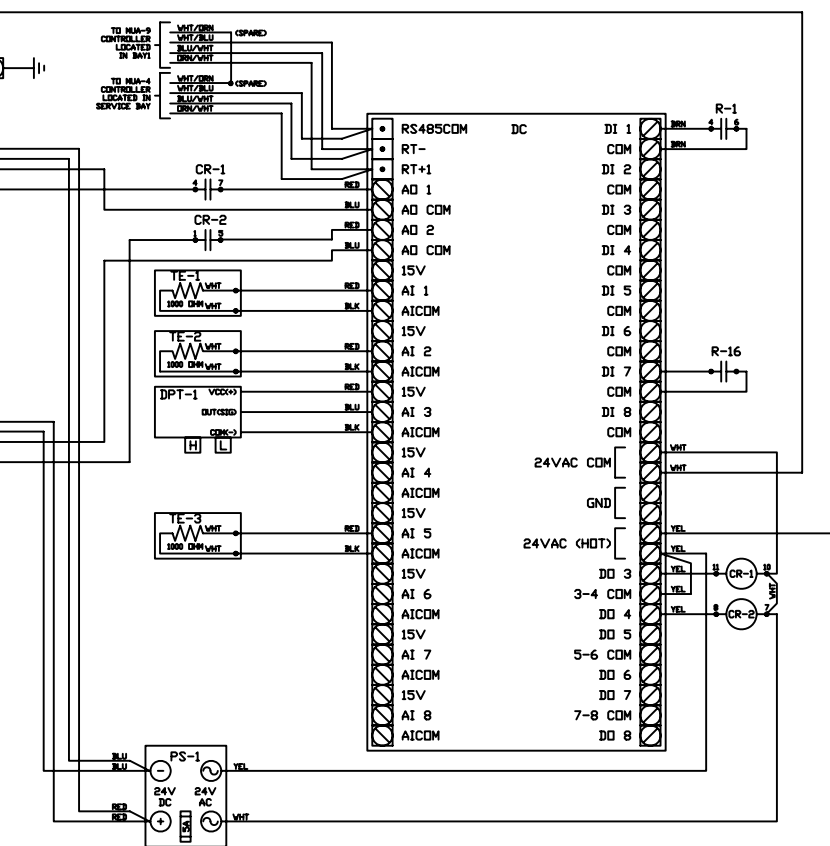 TO MUA-9
CONTROLLER
LOCATED
IN BAY1
WHT/ORN
WHT/BLU
BLU/WHT
ORN/WHT
(SPARE)
TO MUA-4
CONTROLLER
LOCATED IN
SERVICE BAY
WHT/ORN
WHT/BLU
BLU/WHT
ORN/WHT
(SPARE)
CR-1
4 7
RED
BLU
CR-2
1 5
RED
BLU
TE-1
WHT
1000 OHM WHT
RED
BLK
TE-2
WHT
1000 OHM WHT
RED
BLK
DPT-1 VCC(+)
OUT(SIG)
COM(-)
H L
RED
BLU
BLK
TE-3
WHT
1000 OHM WHT
RED
BLK
DC
RS485COM
RT-
RT+1
AO 1
AO COM
AO 2
AO COM
15V
AI 1
AICOM
15V
AI 2
AICOM
15V
AI 3
AICOM
15V
AI 4
AICOM
15V
AI 5
AICOM
15V
AI 6
AICOM
15V
AI 7
AICOM
15V
AI 8
AICOM
DI 1
COM
DI 2
COM
DI 3
COM
DI 4
COM
DI 5
COM
DI 6
COM
DI 7
COM
DI 8
COM
24VAC COM
GND
24VAC (HOT)
DO 3
3-4 COM
DO 4
DO 5
5-6 COM
DO 6
DO 7
7-8 COM
DO 8
R-1
BRN 4 6
BRN
R-16
WHT
WHT
YEL
YEL
YEL 11 CR-1 10
YEL
WHT
YEL 8 CR-2 7
PS-1
BLU
BLU
YEL
24V
DC
24V
AC
RED
RED
5A
WHT